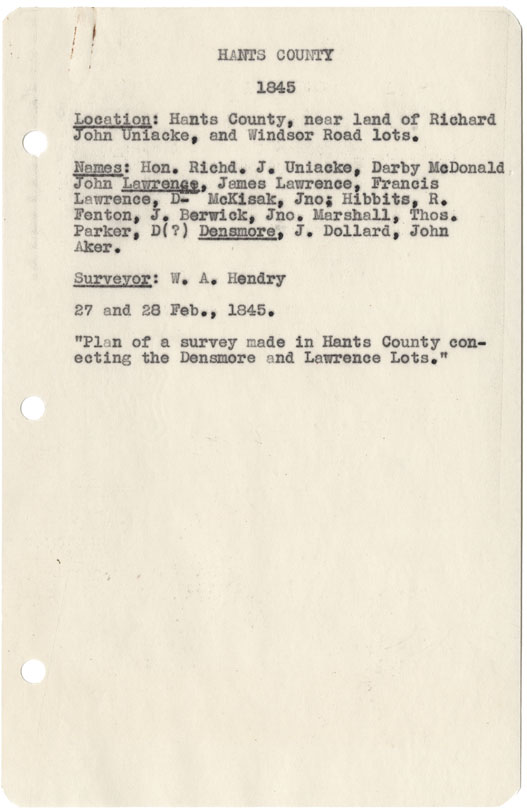 HANTS COUNTY
1845
Location: Hants County, near land of Richard
John Uniacke, and Windsor Road lots.
Names: Hon. Richd. J. Uniacke, Darby McDonald
John Lawrence, James Lawrence, Francis
Lawrence, D- McKisak, Jno; Hibbits, R.
Fenton, J. Berwick, Jno. Marshall, Thos.
Parker, D(?) Densmore, J. Dollard, John
Aker.
Surveyor: W. A. Hendry
27 and 28 Feb., 1845.
"Plan of a survey made in Hants County con-
ecting the Densmore and Lawrence Lots."